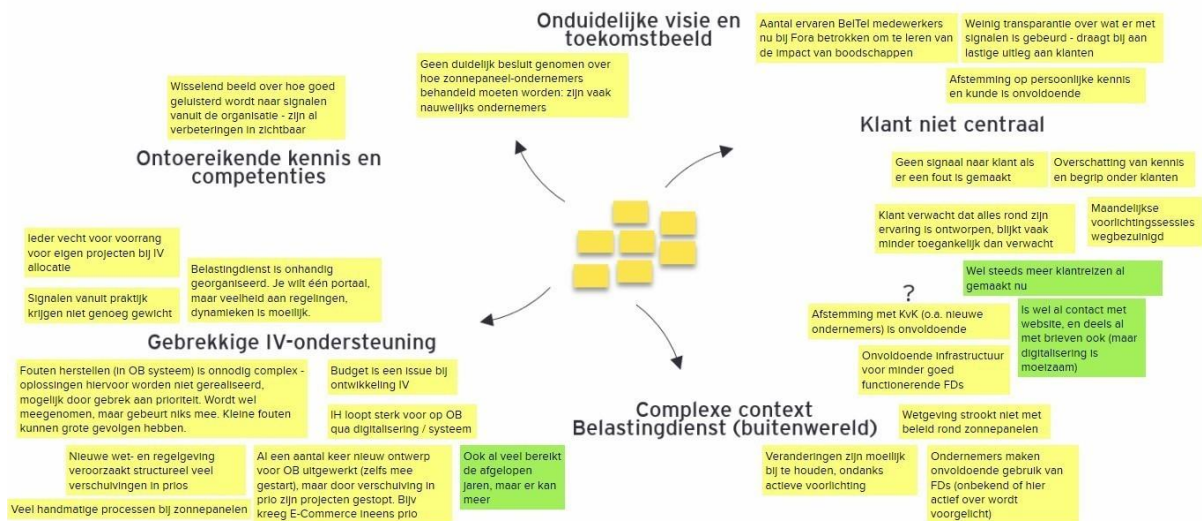 Onduidelijke visie en
toekomstbeeld
Geen duidelijk besluit genomen over
hoe zonnepaneel-ondernemers
behandeld moeten worden: zijn vaak
nauwelijks ondernemers
Wisselend beeld over hoe goed
geluisterd wordt naar signalen
vanuit de organisatie - zijn al
verbeteringen in zichtbaar
Ontoereikende kennis en
competenties
Aantal ervaren BelTel medewerkers
nu bij Fora betrokken om te leren van
de impact van boodschappen
Weinig transparantie over wat er met
signalen is gebeurd - draagt bij aan
lastige uitleg aan klanten
Afstemming op persoonlijke kennis
en kunde is onvoldoende
Klant niet centraal
Geen signaal naar klant als
er een fout is gemaakt
Overschatting van kennis
en begrip onder klanten
Klant verwacht dat alles rond zijn
ervaring is ontworpen, blijkt vaak
minder toegankelijk dan verwacht
Maandelijkse
voorlichtingssessies
wegbezuinigd
Wel steeds meer klantreizen al
gemaakt nu
?
Afstemming met KvK (o.a. nieuwe
ondernemers) is onvoldoende
Is wel al contact met
website, en deels al
met brieven ook (maar
digitalisering is
moeizaam)
Onvoldoende infrastructuur
voor minder goed
functionerende FDs
Ieder vecht voor voorrang
voor eigen projecten bij IV
allocatie
Signalen vanuit praktijk
krijgen niet genoeg gewicht
Belastingdienst is onhandig
georganiseerd. Je wilt één portaal,
maar veelheid aan regelingen,
dynamieken is moeilijk.
Gebrekkige IV-ondersteuning
Fouten herstellen (in OB systeem) is onnodig complex -
oplossingen hiervoor worden niet gerealiseerd,
mogelijk door gebrek aan prioriteit. Wordt wel
meegenomen, maar gebeurt niks mee. Kleine fouten
kunnen grote gevolgen hebben.
Budget is een issue bij
ontwikkeling IV
IH loopt sterk voor op OB
qua digitalisering / systeem
Nieuwe wet- en regelgeving
veroorzaakt structureel veel
verschuivingen in prios
Veel handmatige processen bij zonnepanelen
Al een aantal keer nieuw ontwerp
voor OB uitgewerkt (zelfs mee
gestart), maar door verschuiving in
prio zijn projecten gestopt. Bijv
kreeg E-Commerce ineens prio
Ook al veel bereikt
de afgelopen
jaren, maar er kan
meer
Complexe context
Belastingdienst (buitenwereld)
Wetgeving strookt niet met
beleid rond zonnepanelen
Veranderingen zijn moeilijk
bij te houden, ondanks
actieve voorlichting
Ondernemers maken
onvoldoende gebruik van
FDs (onbekend of hier
actief over wordt
voorgelicht)